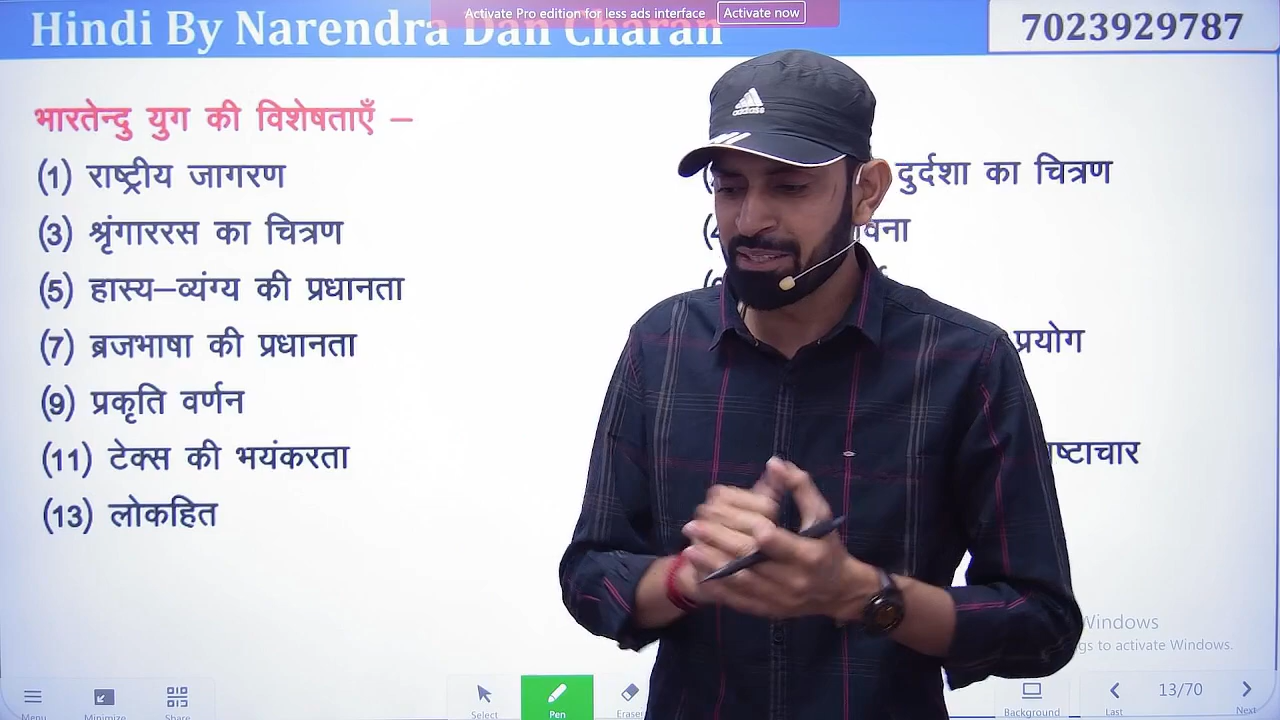 Hindi By Narendra Dan Charan
Activate Pro edition for less ads interface Activate now
7023929787
भारतेन्दु युग की विशेषताएँ –
(1) राष्ट्रीय जागरण
दुर्दशा का चित्रण
(3) श्रृंगाररस का चित्रण
(5) हास्य–व्यंग्य की प्रधानता
(7) ब्रजभाषा की प्रधानता
प्रयोग
(9) प्रकृति वर्णन
(11) टेक्स की भयंकरता
(13) लोकहित
adidas
Windows
to activate Windows.
Menu Minimize Share Select Pen Eraser Background Last 13/70 Next